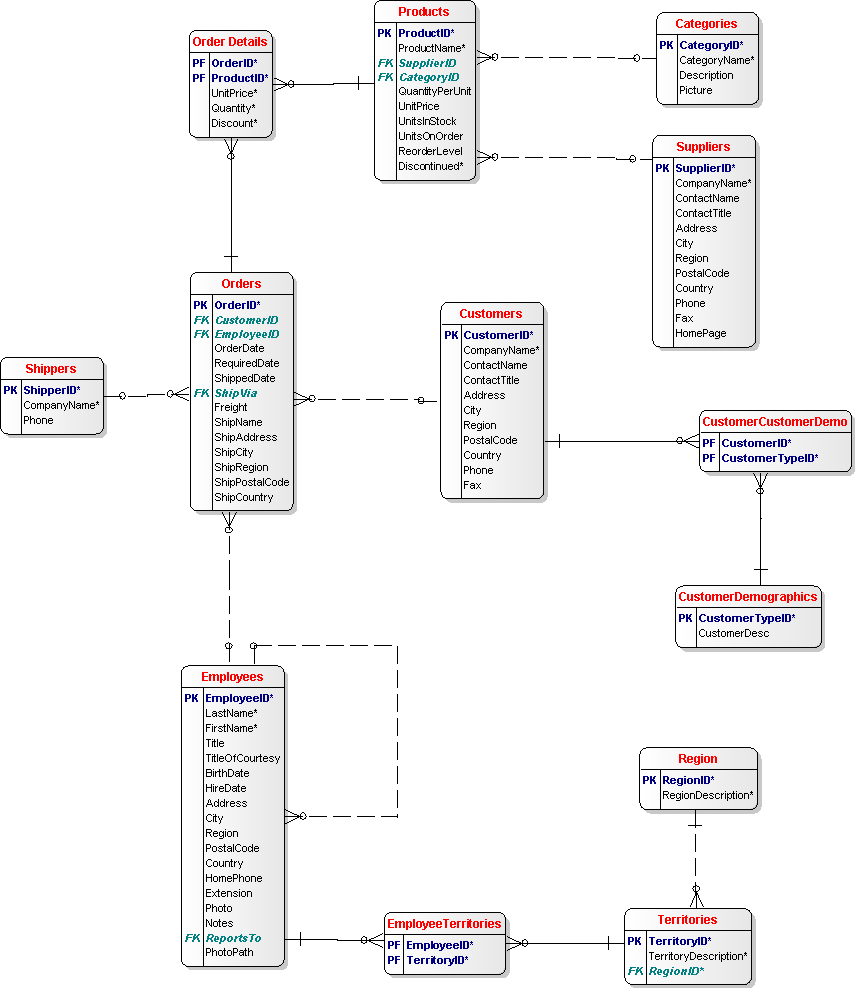 Products
PK ProductID*
ProductName*
FK SupplierID
FK CategoryID
QuantityPerUnit
UnitPrice
UnitsInStock
UnitsOnOrder
ReorderLevel
Discontinued*
Categories
PK CategoryID*
CategoryName*
Description
Picture
Order Details
PF OrderID*
PF ProductID*
UnitPrice*
Quantity*
Discount*
Suppliers
PK SupplierID*
CompanyName*
ContactName
ContactTitle
Address
City
Region
PostalCode
Country
Phone
Fax
HomePage
Orders
PK OrderID*
FK CustomerID
FK EmployeeID
OrderDate
RequiredDate
ShippedDate
FK ShipVia
Freight
ShipName
ShipAddress
ShipCity
ShipRegion
ShipPostalCode
ShipCountry
Customers
PK CustomerID*
CompanyName*
ContactName
ContactTitle
Address
City
Region
PostalCode
Country
Phone
Fax
Shippers
PK ShipperID*
CompanyName*
Phone
CustomerCustomerDemo
PF CustomerID*
PF CustomerTypeID*
CustomerDemographics
PK CustomerTypeID*
CustomerDesc
Employees
PK EmployeeID*
LastName*
FirstName*
Title
TitleOfCourtesy
BirthDate
HireDate
Address
City
Region
PostalCode
Country
HomePhone
Extension
Photo
Notes
FK ReportsTo
PhotoPath
Region
PK RegionID*
RegionDescription*
EmployeeTerritories
PF EmployeeID*
PF TerritoryID*
Territories
PK TerritoryID*
TerritoryDescription*
FK RegionID*